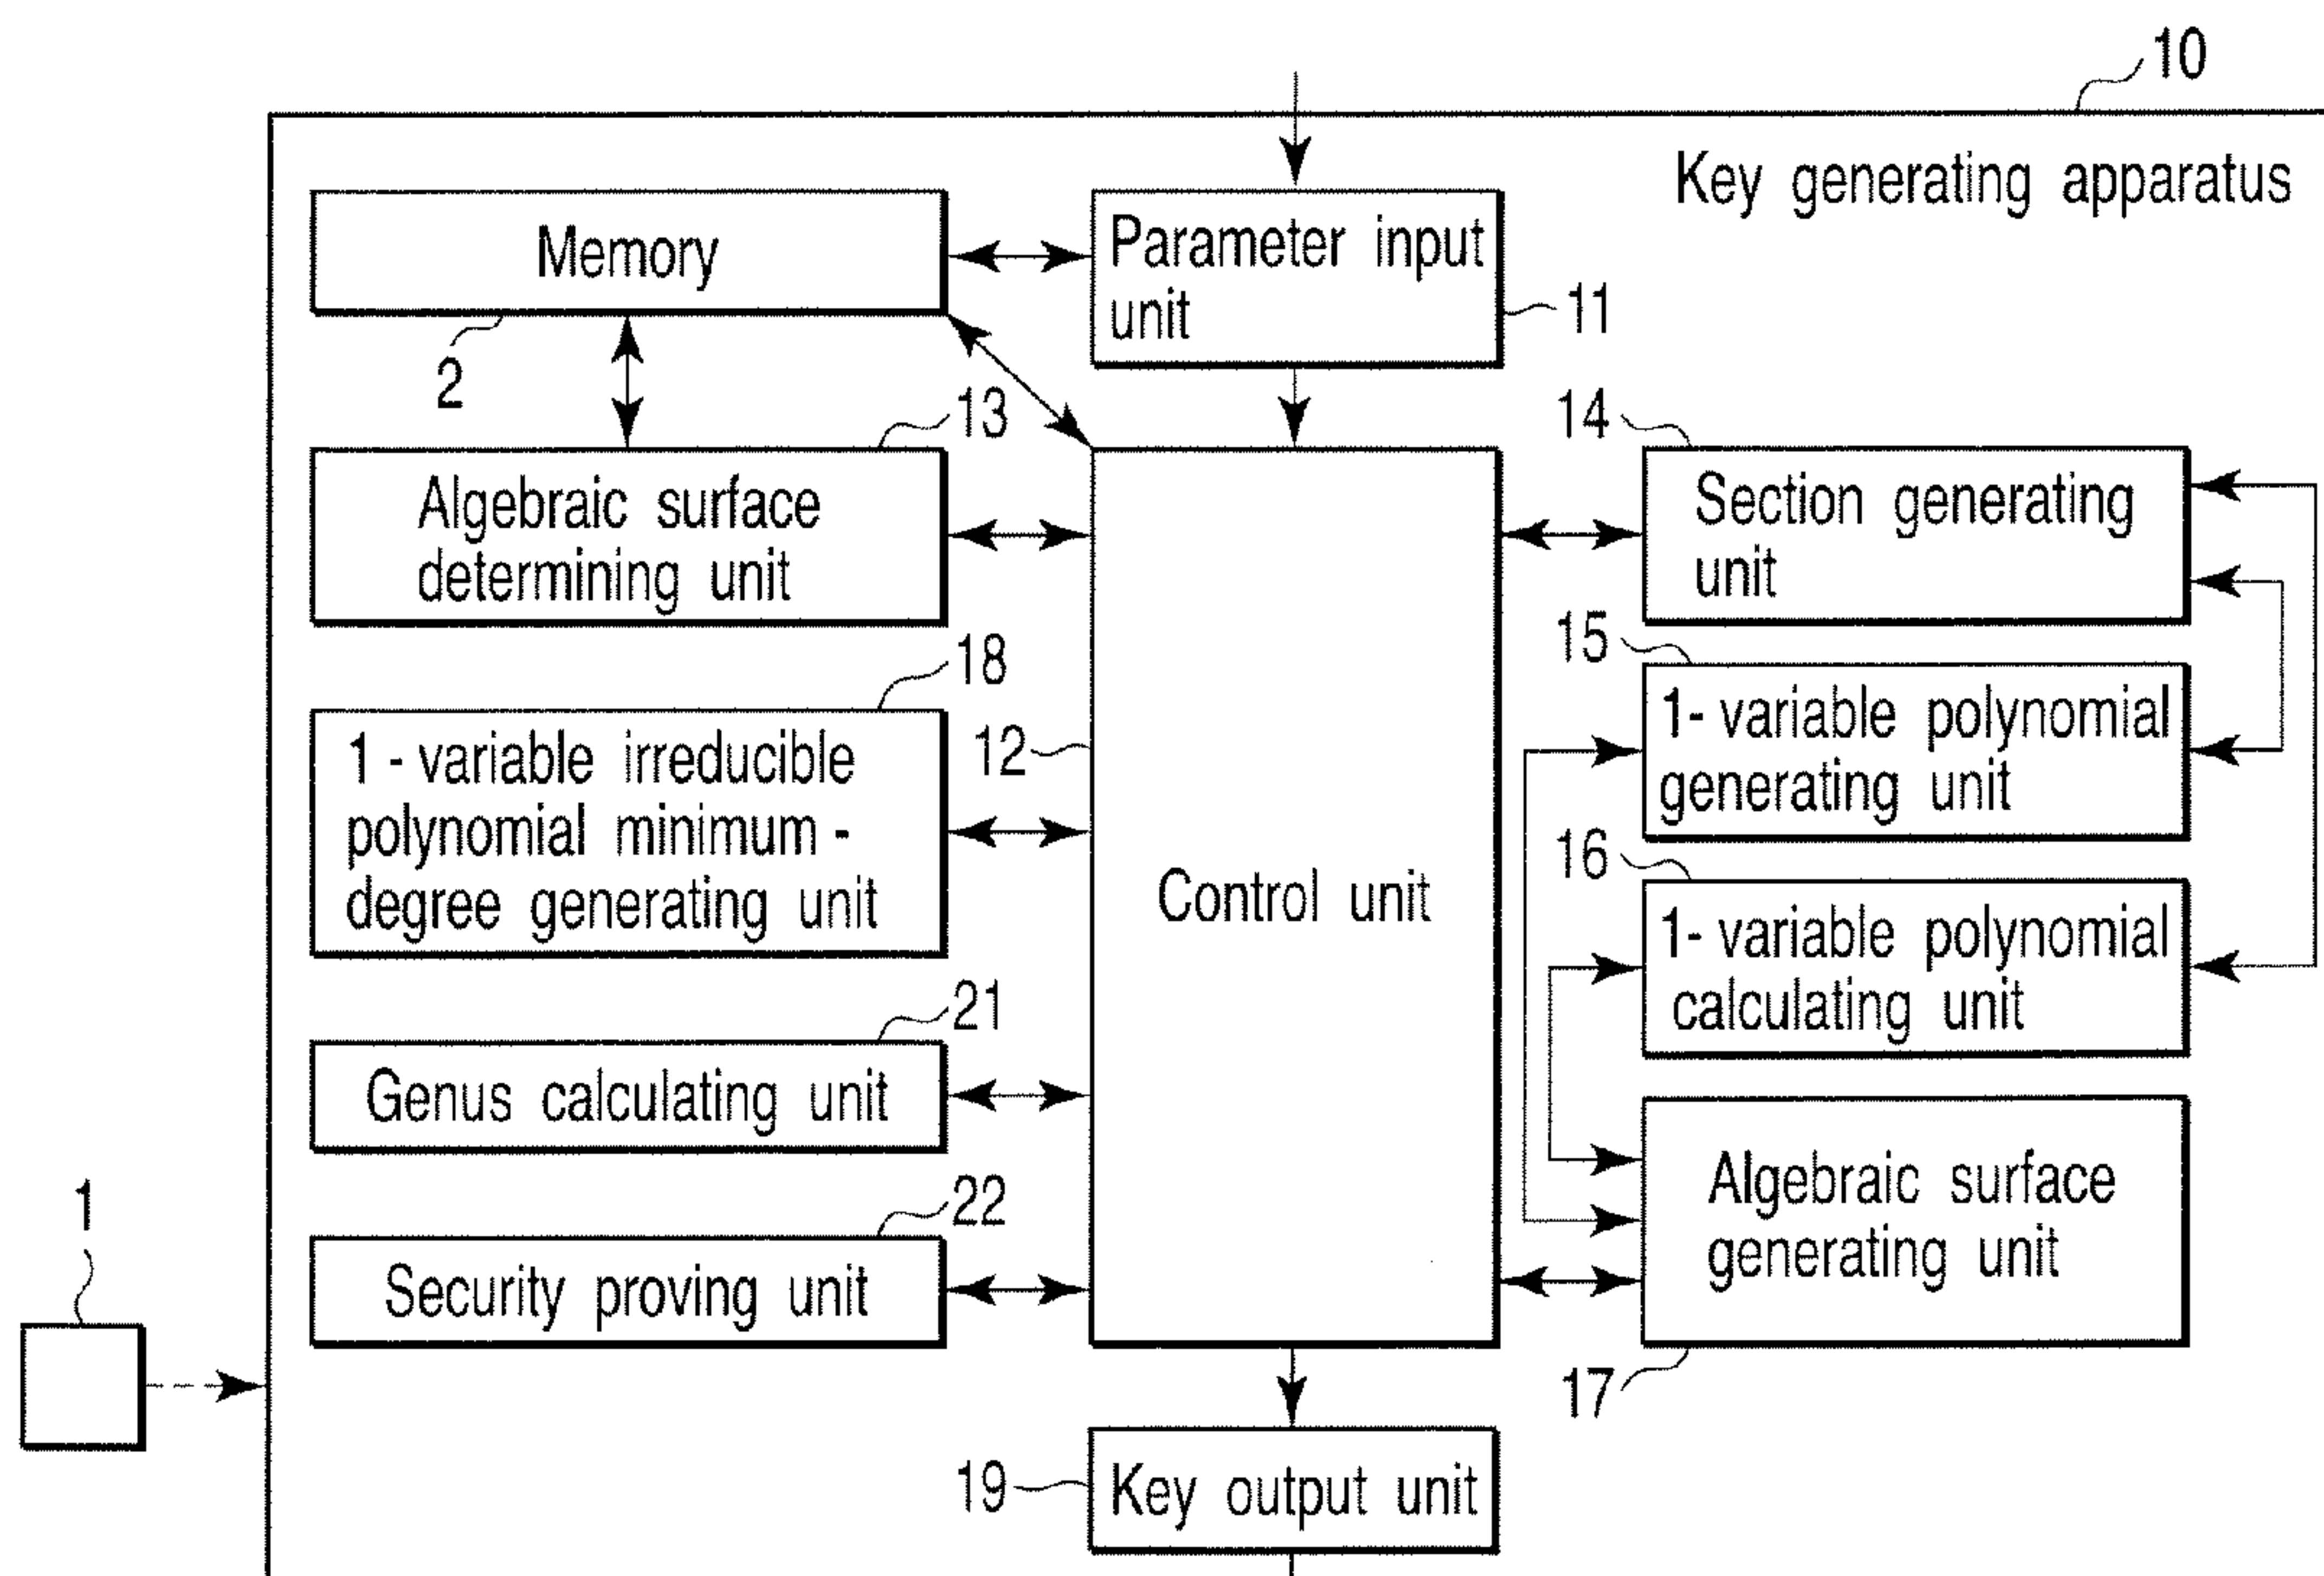 10
Key generating apparatus
Memory
2
Parameter input
unit
11
13
Algebraic surface
determining unit
14
Section generating
unit
18
1 - variable irreducible
polynomial minimum -
degree generating unit
12
Control unit
15
1- variable polynomial
generating unit
16
1- variable polynomial
calculating unit
21
Genus calculating unit
22
Security proving unit
Algebraic surface
generating unit
17
1
19
Key output unit